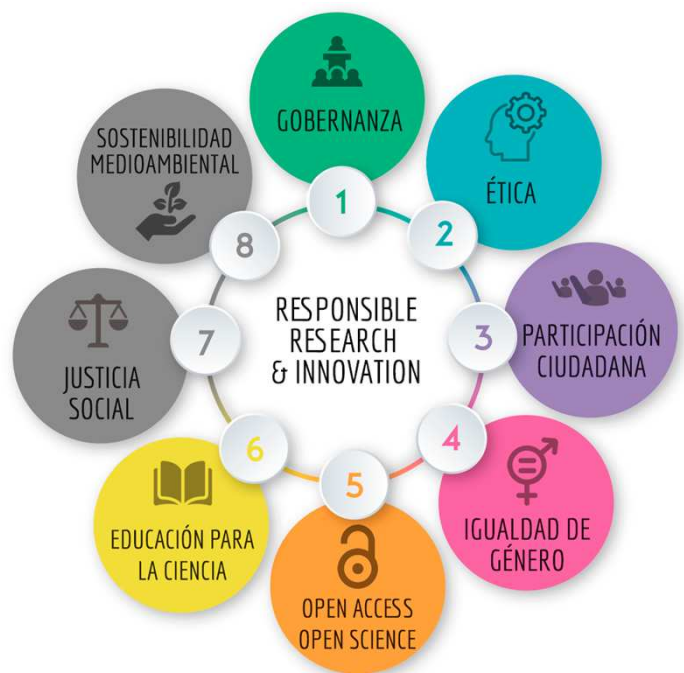 RESPONSIBLE
RESEARCH
& INNOVATION
1
GOBERNANZA
2
ÉTICA
3
PARTICIPACIÓN
CIUDADANA
4
IGUALDAD DE
GÉNERO
5
OPEN ACCESS
OPEN SCIENCE
6
EDUCACIÓN PARA
LA CIENCIA
7
JUSTICIA
SOCIAL
8
SOSTENIBILIDAD
MEDIOAMBIENTAL